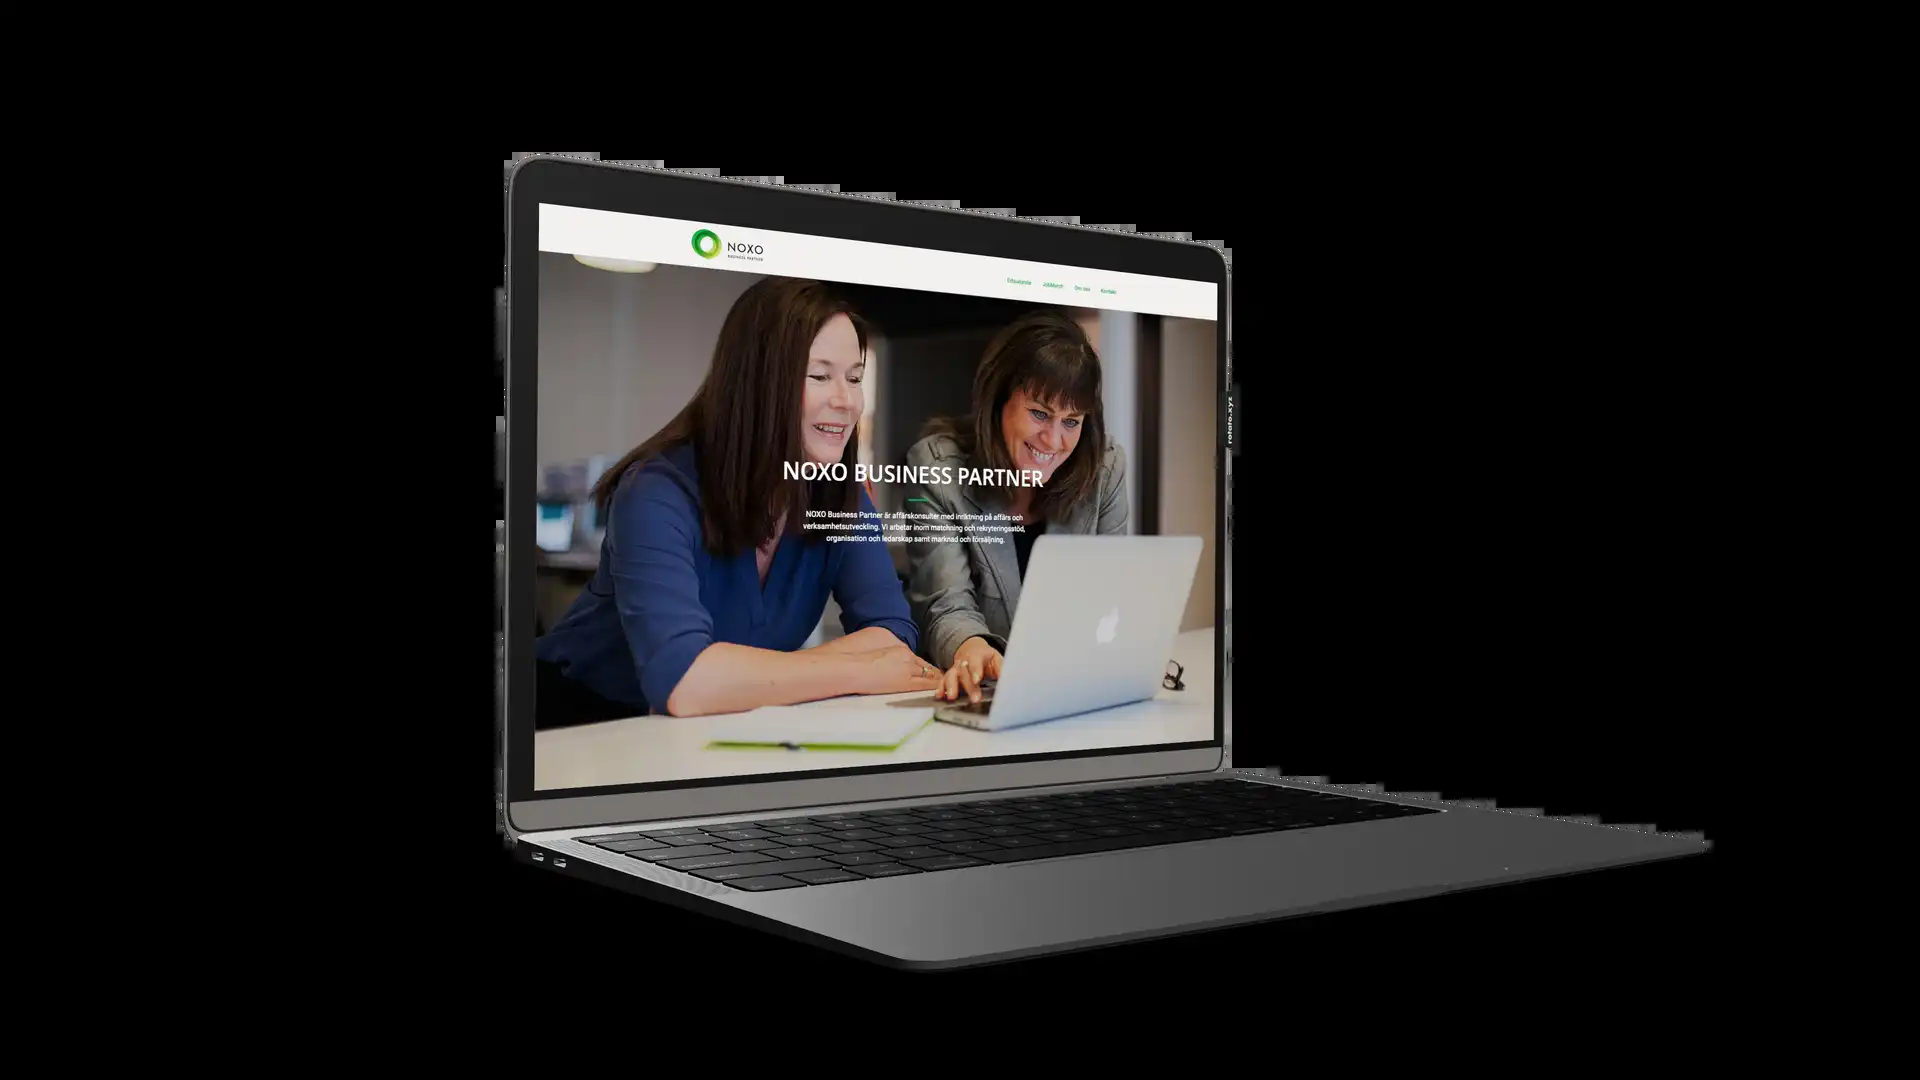 NOXO
BUSINESS PARTNER
Erbjudande JobMatch Om oss Kontakt
NOXO BUSINESS PARTNER
NOXO Business Partner är affärskonsulter med inriktning på affärs och
verksamhetsutveckling. Vi arbetar inom matchning och rekryteringsstöd,
organisation och ledarskap samt marknad och försäljning.
rotato.xyz